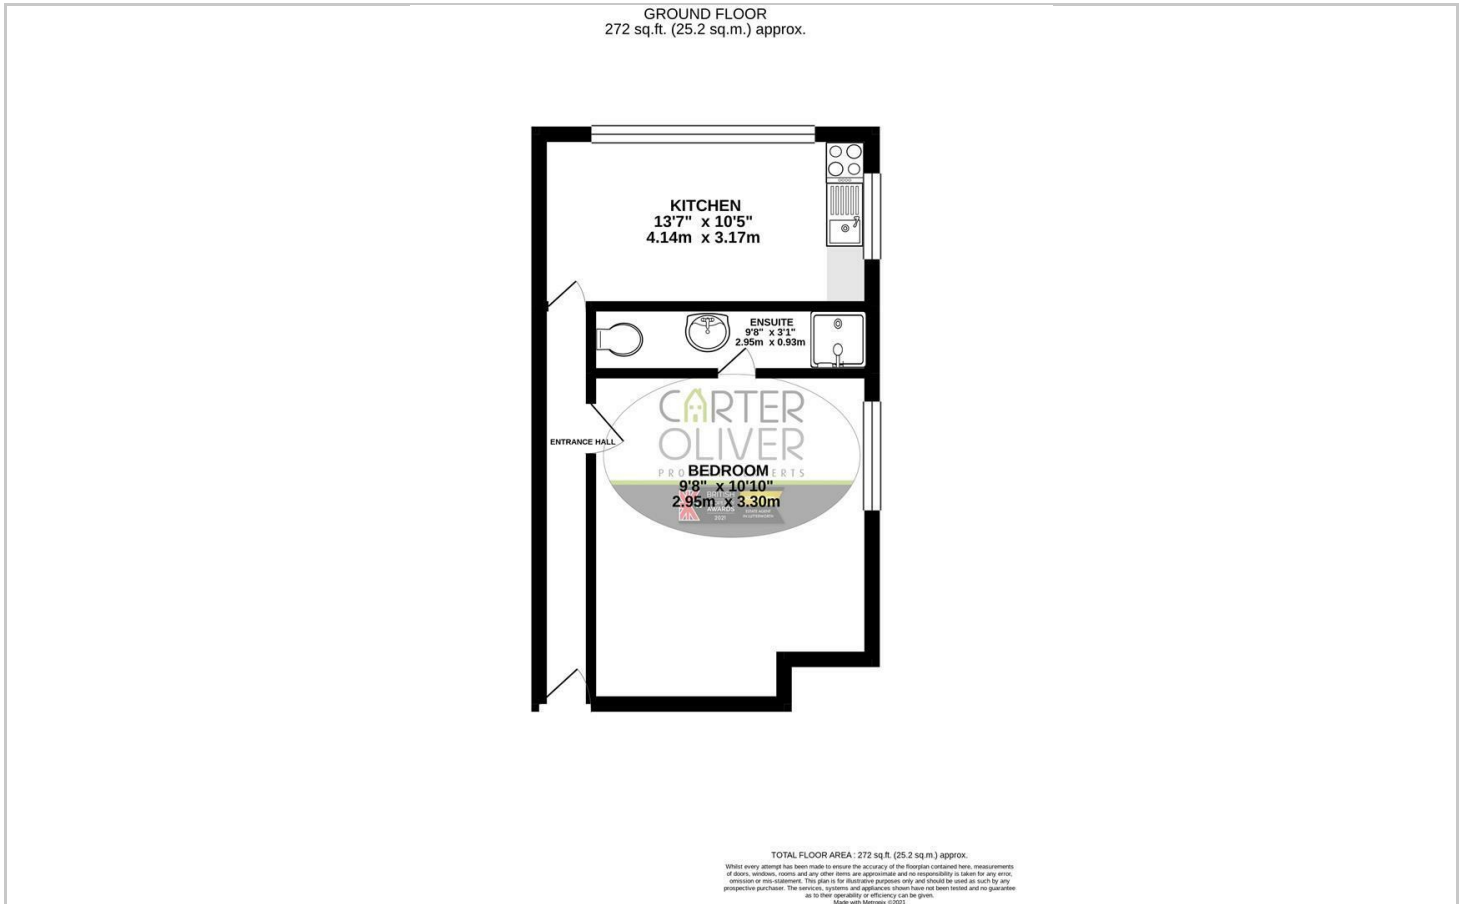 GROUND FLOOR
272 sq.ft. (25.2 sq.m.) approx.
KITCHEN
13'7" x 10'5"
4.14m x 3.17m
ENSUITE
9'8" x 3'1"
2.95m x 0.93m
ENTRANCE HALL
CARTER
OLIVER
PRO ERTS
BEDROOM
9'8" x 10'10"
2.95m x 3.30m
BRITISH
AWARDS
2021
TOTAL FLOOR AREA : 272 sq.ft. (25.2 sq.m.) approx.
Whilst every attempt has been made to ensure the accuracy of the floorplan contained here, measurements
of doors, windows, rooms and any other items are approximate and no responsibility is taken for any error,
omission or mis-statement. This plan is for illustrative purposes only and should be used as such by any
prospective purchaser. The services, systems and appliances shown have not been tested and no guarantee
as to their operability or efficiency can be given.
Made with Metropix ©2021